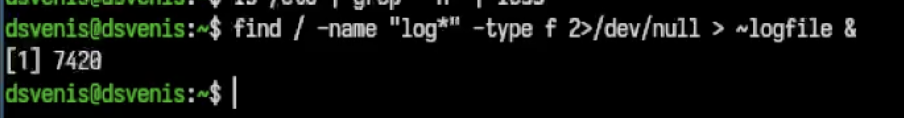 dsvenis@dsvenis:~$ find / -name "log*" -type f 2>/dev/null > ~logfile &
[1] 7420
dsvenis@dsvenis:~$